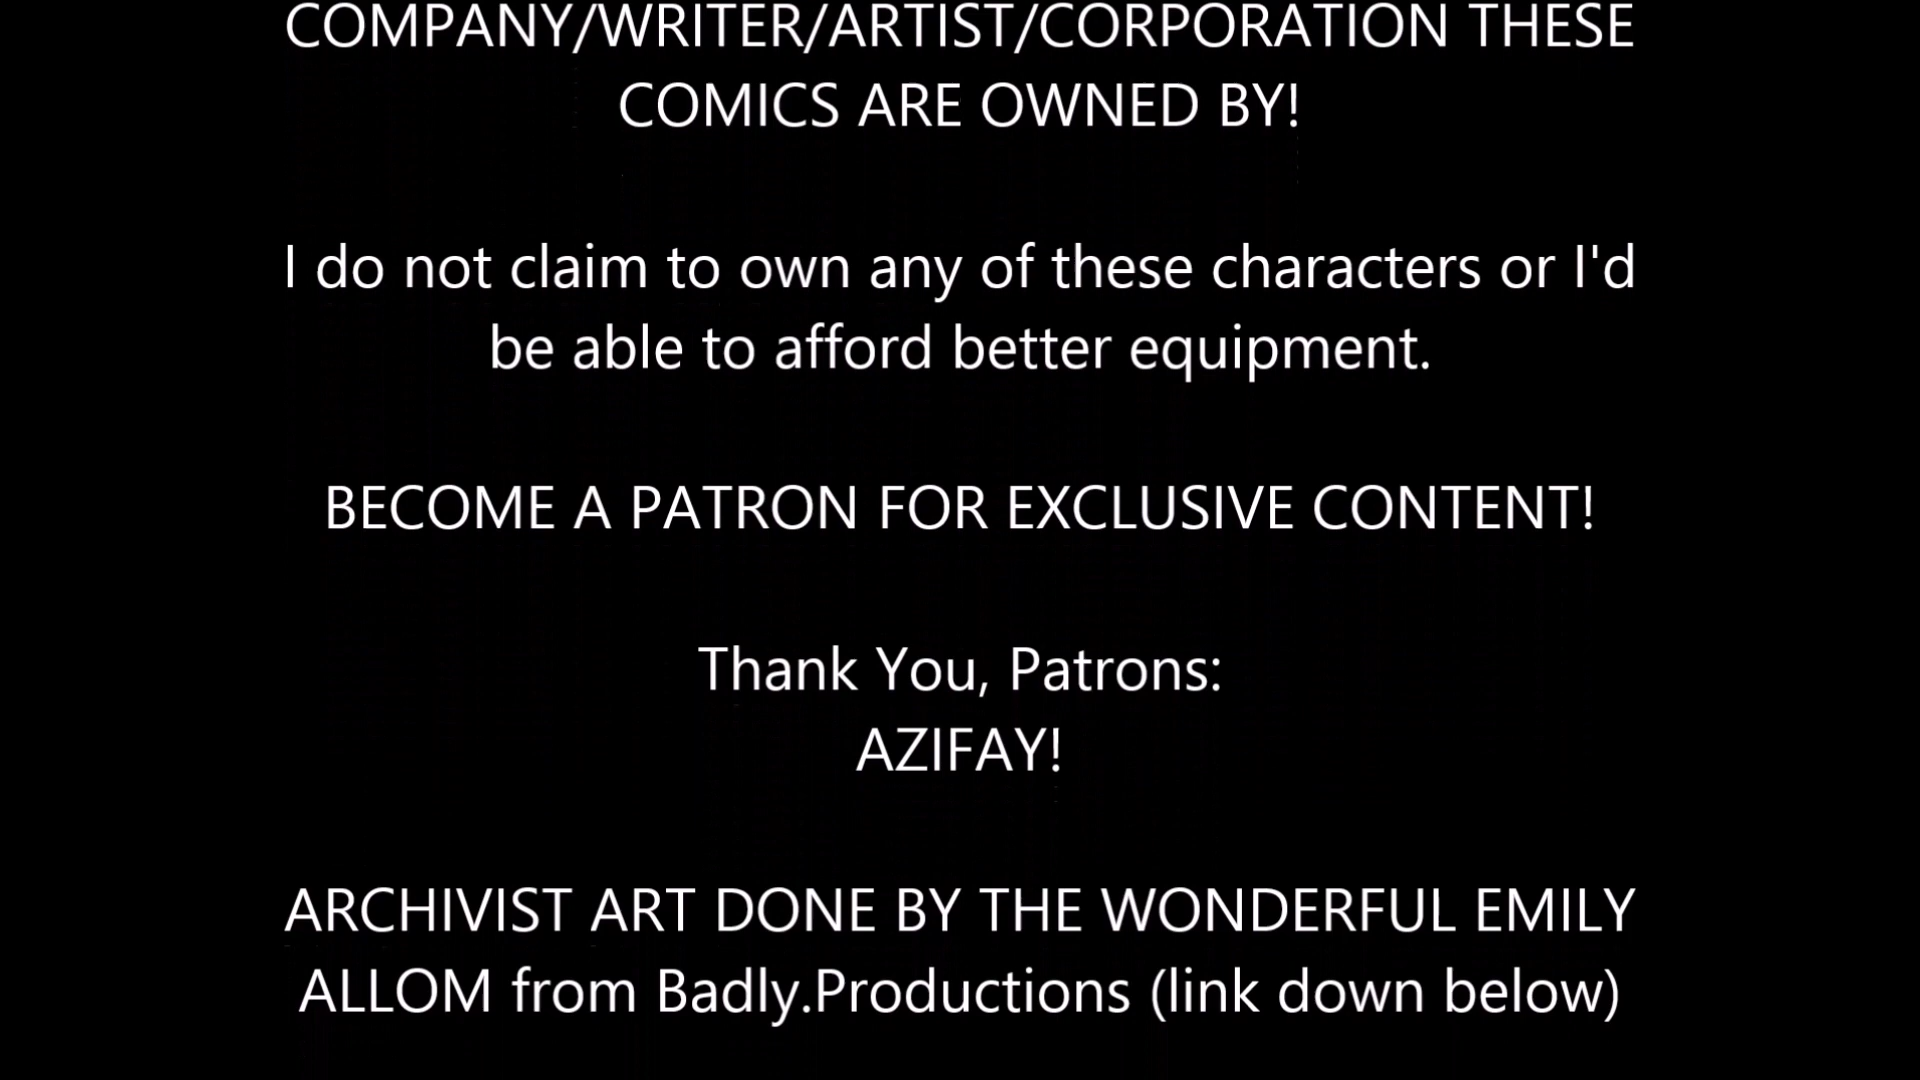 COMPANY/WRITER/ARTIST/CORPORATION THESE
COMICS ARE OWNED BY!
I do not claim to own any of these characters or I'd
be able to afford better equipment.
BECOME A PATRON FOR EXCLUSIVE CONTENT!
Thank You, Patrons:
AZIFAY!
ARCHIVIST ART DONE BY THE WONDERFUL EMILY
ALLOM from Badly.Productions (link down below)